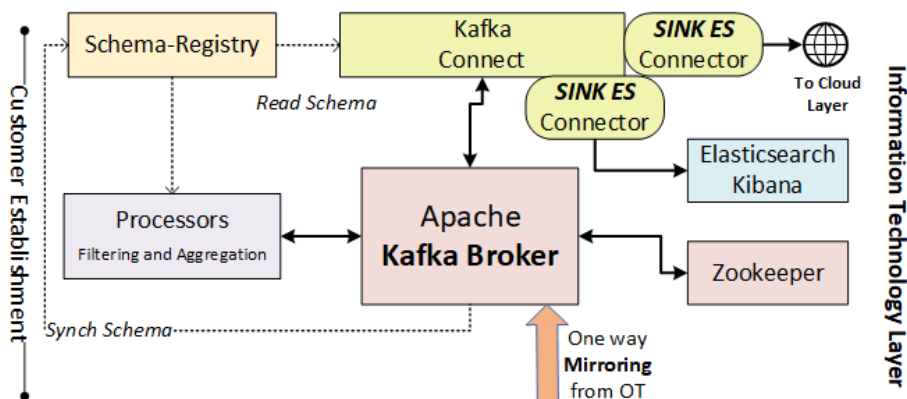 Schema-Registry
Kafka
Connect
SINK ES
Connector
To Cloud
Layer
Read Schema
SINK ES
Connector
Elasticsearch
Kibana
Processors
Filtering and Aggregation
Apache
Kafka Broker
Zookeeper
Synch Schema
One way
Mirroring
from OT
Customer Establishment
Information Technology Layer